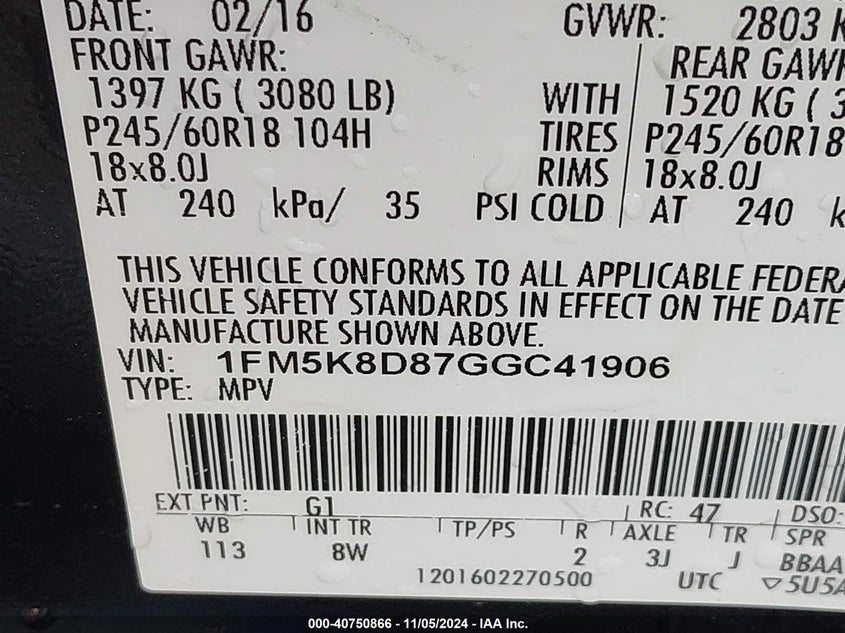 DATE: 02/16 GVWR: 2803 K
FRONT GAWR: REAR GAWR
1397 KG ( 3080 LB) WITH 1520 KG ( 3
P245/60R18 104H TIRES P245/60R18
18x8.0J RIMS 18x8.0J
AT 240 kPa/ 35 PSI COLD AT 240 k
THIS VEHICLE CONFORMS TO ALL APPLICABLE FEDERA
VEHICLE SAFETY STANDARDS IN EFFECT ON THE DATE
MANUFACTURE SHOWN ABOVE.
VIN: 1FM5K8D87GGC41906
TYPE: MPV
EXT PNT: G1 RC: 47 DSO:
WB INT TR TP/PS R AXLE TR SPR
113 8W 2 3J J BBAA
1201602270500 UTC ▽5U5A
000-40750866 - 11/05/2024 - IAA Inc.